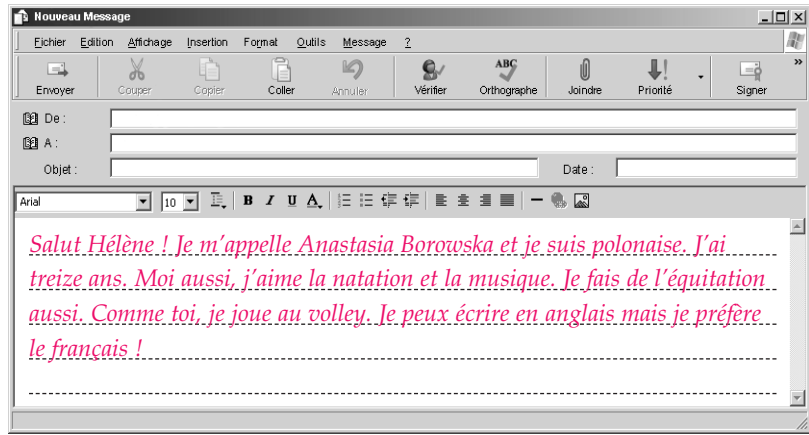 Nouveau Message
Fichier Edition Affichage Insertion Format Outils Message ?
Envoyer Couper Copier Coller Annuler Vérifier ABC Orthographe Joindre Priorité Signer »
De :
A :
Objet : Date :
Arial 10 B I U A
Salut Hélène ! Je m'appelle Anastasia Borowska et je suis polonaise. J'ai
treize ans. Moi aussi, j'aime la natation et la musique. Je fais de l'équitation
aussi. Comme toi, je joue au volley. Je peux écrire en anglais mais je préfère
le français !